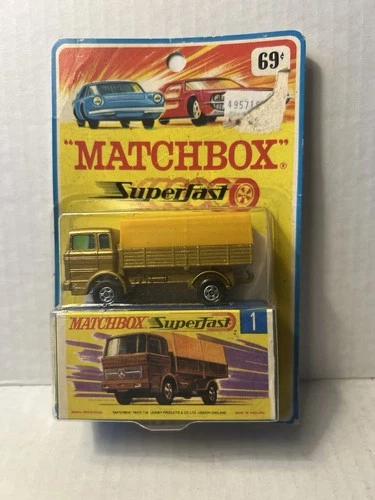 69¢
"MATCHBOX"®
Superfast
MATCHBOX Superfast
1